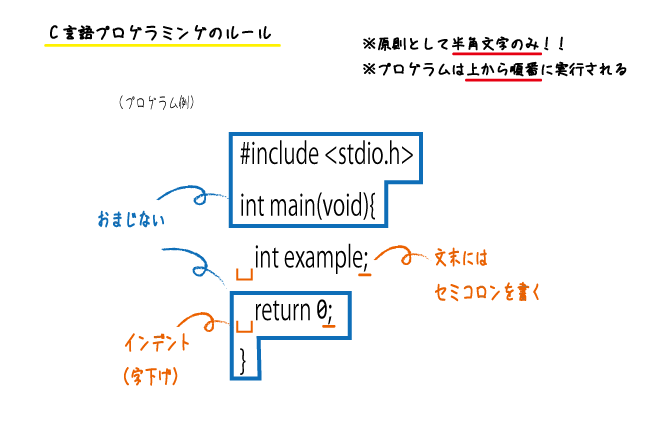 C言語プログラミングのルール
※原則として半角文字のみ！！
※プログラムは上から順番に実行される
（プログラム例）
#include <stdio.h>
int main(void){
おまじない
int example;
文末には
セミコロンを書く
return 0;
インデント
（字下げ）
}